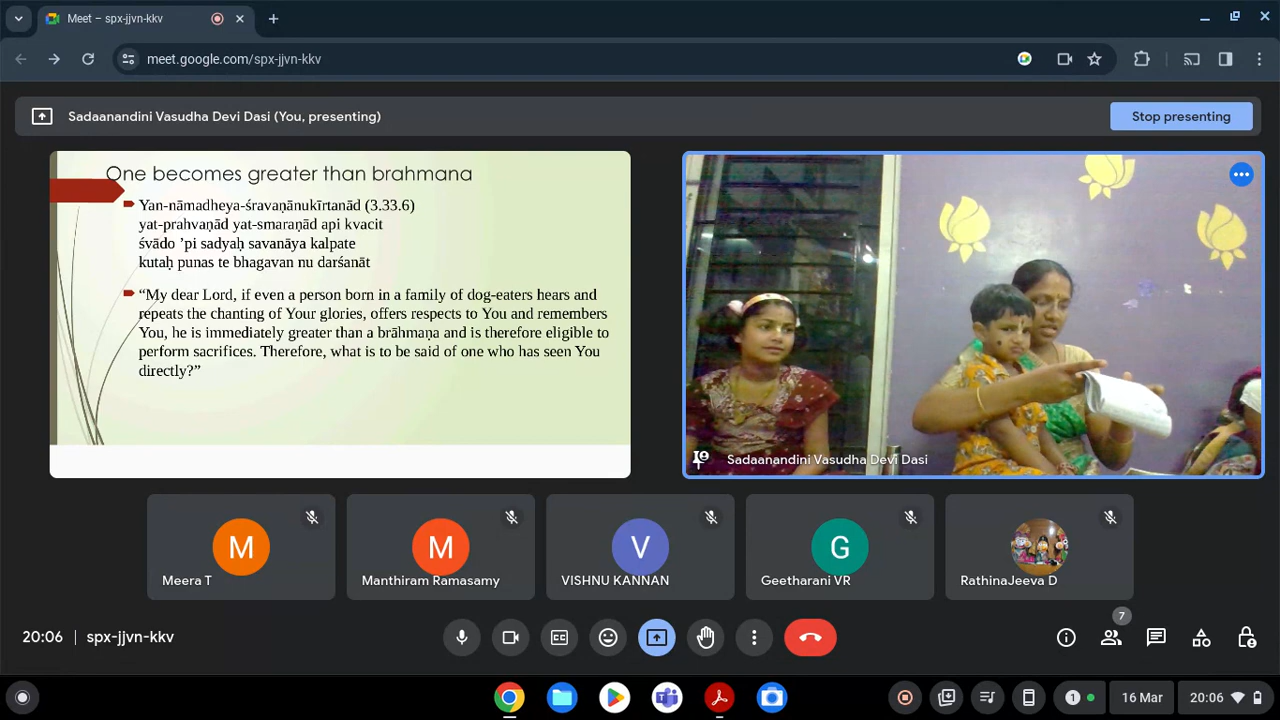 Meet – spx-jjvn-kkv
meet.google.com/spx-jjvn-kkv
Sadaanandini Vasudha Devi Dasi (You, presenting)
Stop presenting
One becomes greater than brahmana
Yan-nāmadheya-śravaṇānukīrtanād (3.33.6)
yat-prahvaṇād yat-smaraṇād api kvacit
śvādo ’pi sadyaḥ savanāya kalpate
kutaḥ punas te bhagavan nu darśanāt
“My dear Lord, if even a person born in a family of dog-eaters hears and
repeats the chanting of Your glories, offers respects to You and remembers
You, he is immediately greater than a brāhmaṇa and is therefore eligible to
perform sacrifices. Therefore, what is to be said of one who has seen You
directly?”
Sadaanandini Vasudha Devi Dasi
M
Meera T
M
Manthiram Ramasamy
V
VISHNU KANNAN
G
Geetharani VR
RathinaJeeva D
20:06 | spx-jjvn-kkv
7
1
16 Mar
20:06